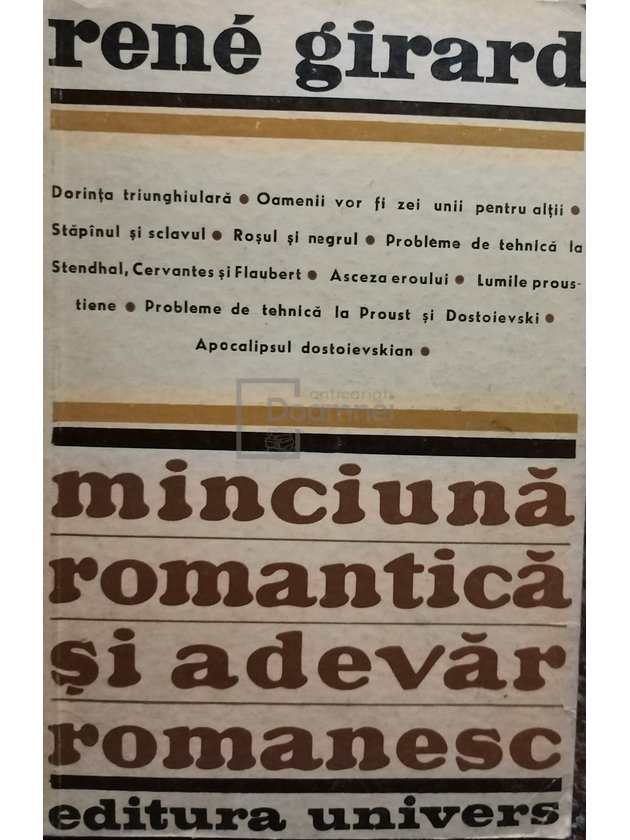 rené girard
Dorința triunghiulară • Oamenii vor fi zei unii pentru alții •
Stăpînul și sclavul • Roșul și negrul • Probleme de tehnică la
Stendhal, Cervantes și Flaubert • Asceza eroului • Lumile prous-
tiene • Probleme de tehnică la Proust și Dostoievski •
Apocalipsul dostoievskian •
anticariat
Doamnei
minciună
romantică
și adevăr
romanesc
editura univers